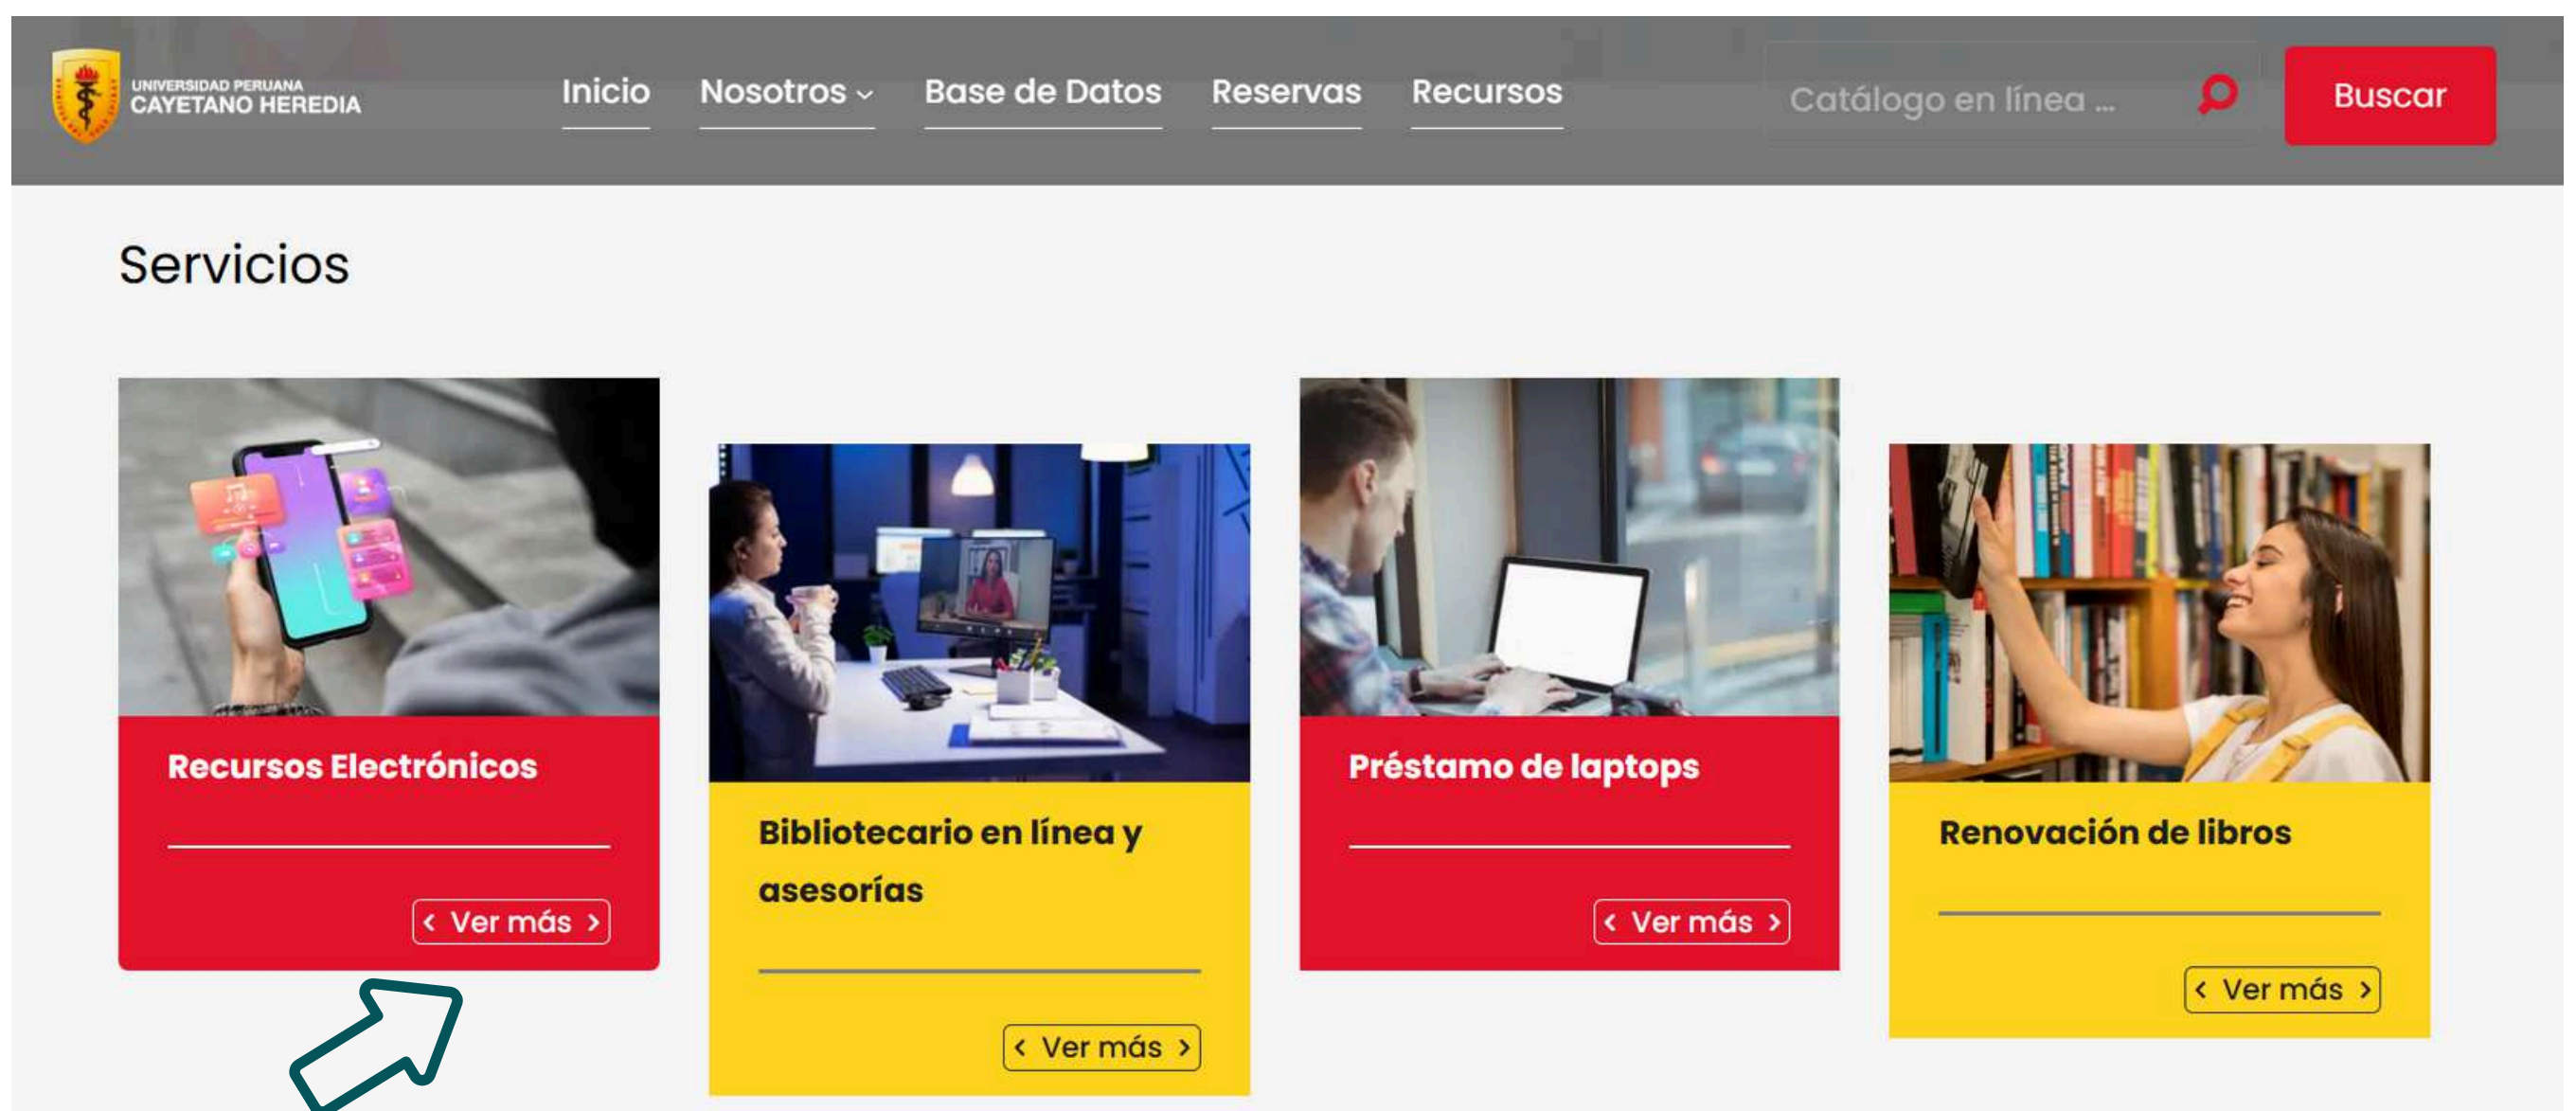 UNIVERSIDAD PERUANA
CAYETANO HEREDIA
Inicio
Nosotros
Base de Datos
Reservas
Recursos
Catálogo en línea ...
Buscar
Servicios
Recursos Electrónicos
Ver más
Bibliotecario en línea y
asesorías
Ver más
Préstamo de laptops
Ver más
Renovación de libros
Ver más